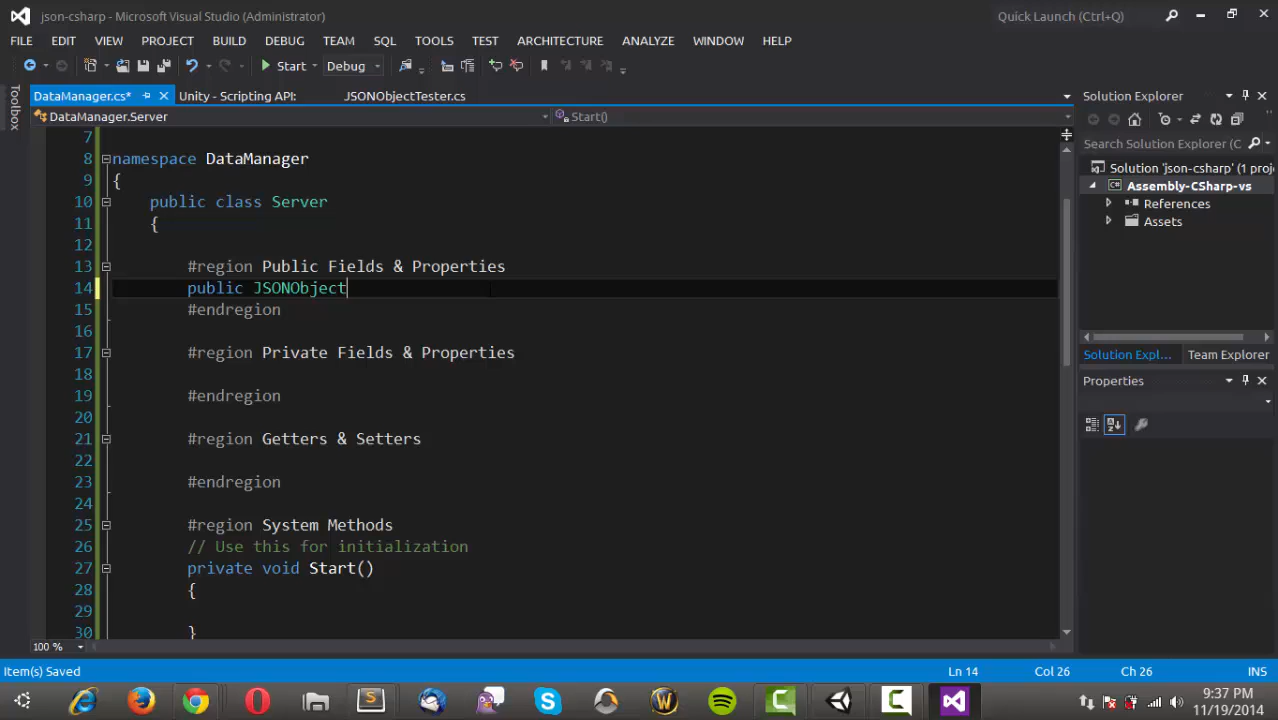 json-csharp - Microsoft Visual Studio (Administrator)
Quick Launch (Ctrl+Q)
FILE EDIT VIEW PROJECT BUILD DEBUG TEAM SQL TOOLS TEST ARCHITECTURE ANALYZE WINDOW HELP
Start Debug
Toolbox
DataManager.cs* Unity - Scripting API: JSONObjectTester.cs
DataManager.Server Start()
7
8 namespace DataManager
9 {
10 public class Server
11 {
12
13 #region Public Fields & Properties
14 public JSONObject
15 #endregion
16
17 #region Private Fields & Properties
18
19 #endregion
20
21 #region Getters & Setters
22
23 #endregion
24
25 #region System Methods
26 // Use this for initialization
27 private void Start()
28 {
29
30 }
100 %
Solution Explorer
Search Solution Explorer (C
Solution 'json-csharp' (1 proj
C# Assembly-CSharp-vs
References
Assets
Solution Expl... Team Explorer
Properties
Item(s) Saved Ln 14 Col 26 Ch 26 INS
9:37 PM
11/19/2014